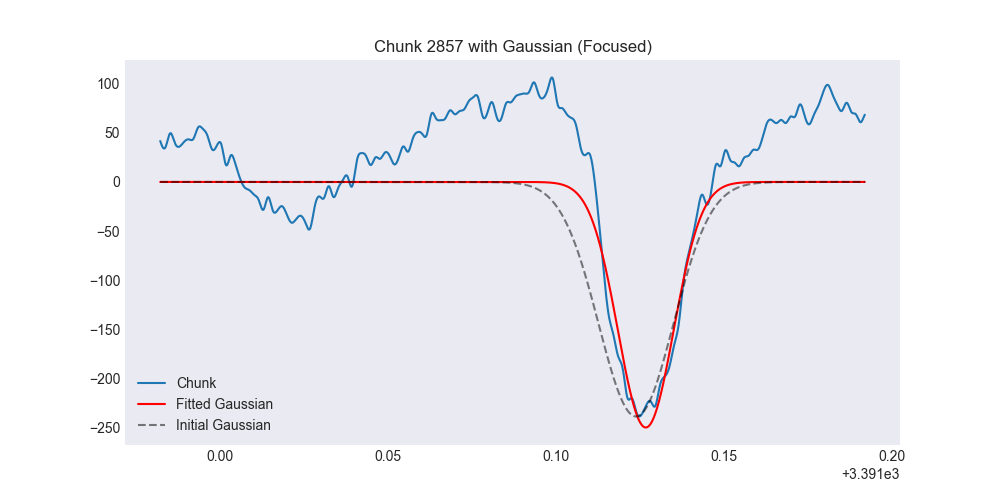 Chunk 2857 with Gaussian (Focused)
100
50
0
−50
−100
−150
−200
−250
Chunk
Fitted Gaussian
Initial Gaussian
0.00 0.05 0.10 0.15 0.20
+3.391e3